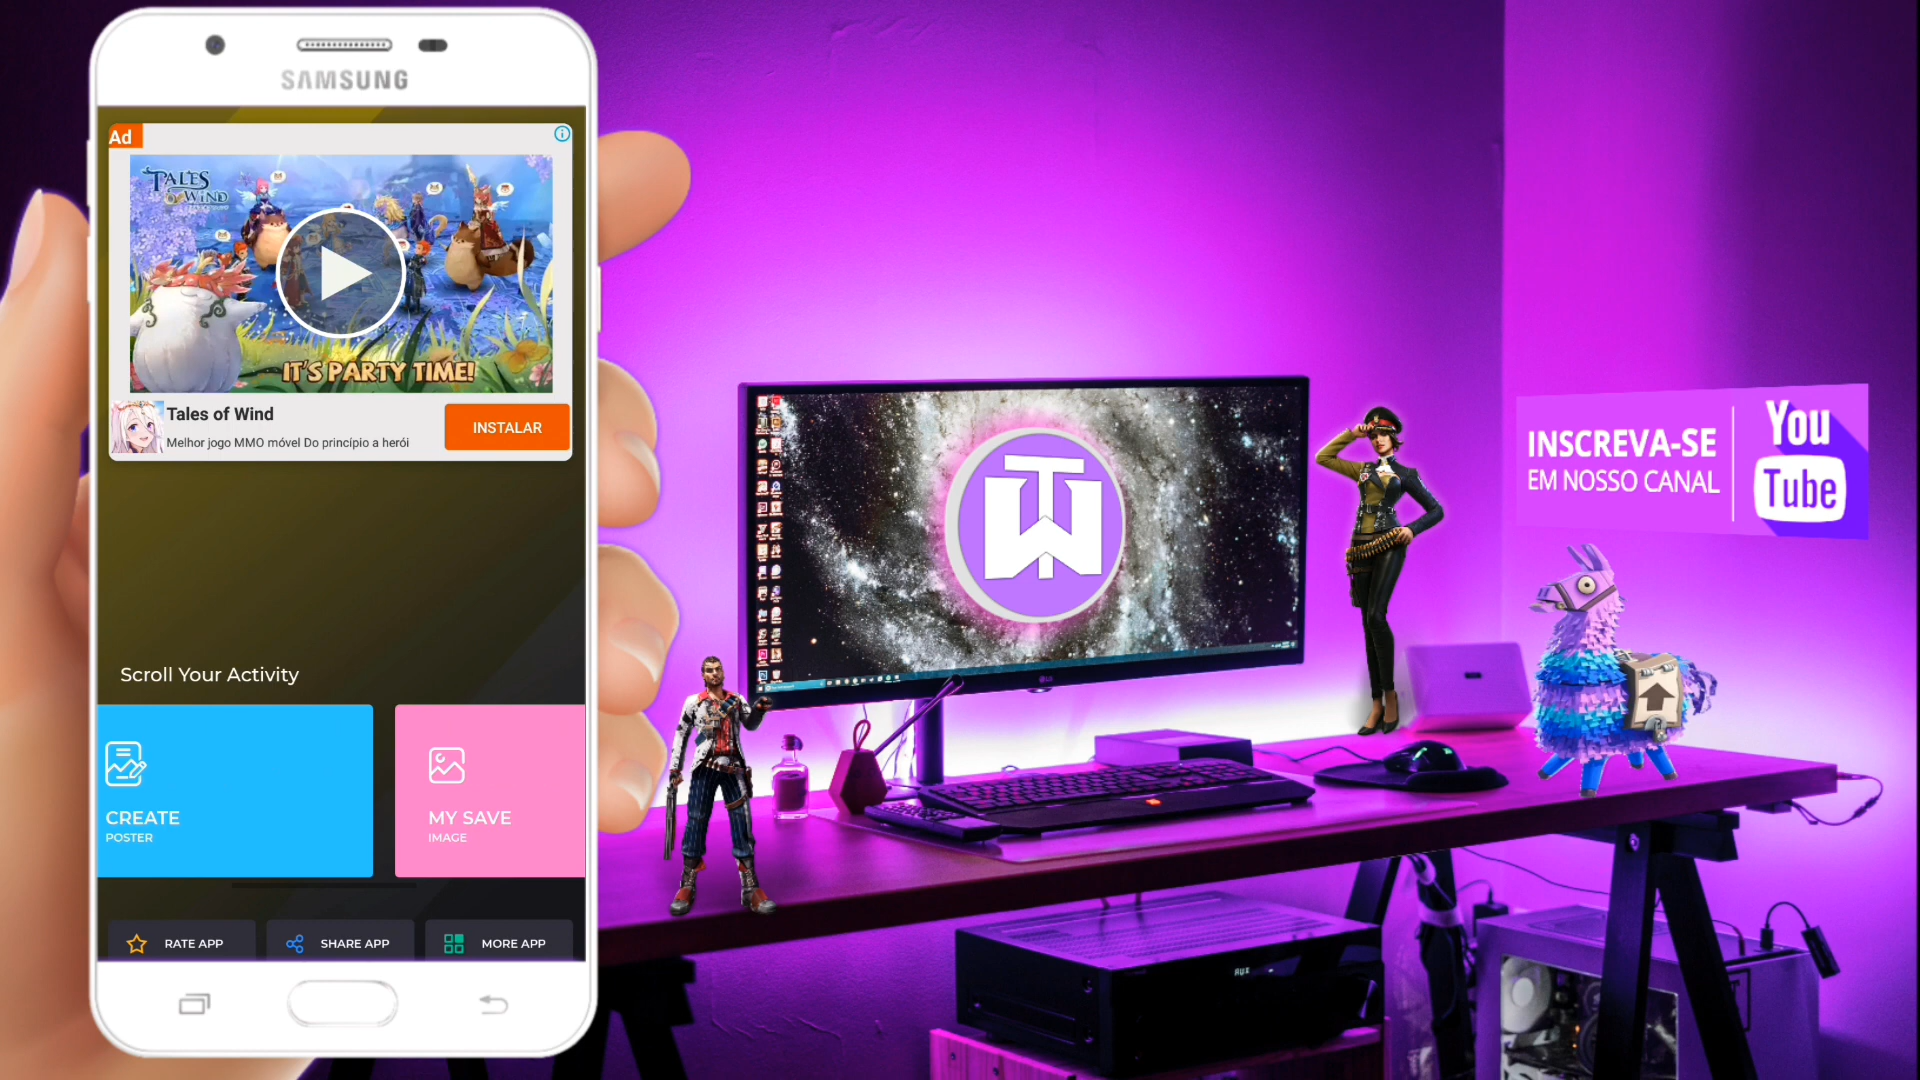 SAMSUNG
Ad
TALES
of WIND
IT'S PARTY TIME!
Tales of Wind
Melhor jogo MMO móvel Do princípio a herói
INSTALAR
Scroll Your Activity
CREATE
POSTER
MY SAVE
IMAGE
RATE APP
SHARE APP
MORE APP
TW
LG
INSCREVA-SE
EM NOSSO CANAL
You
Tube